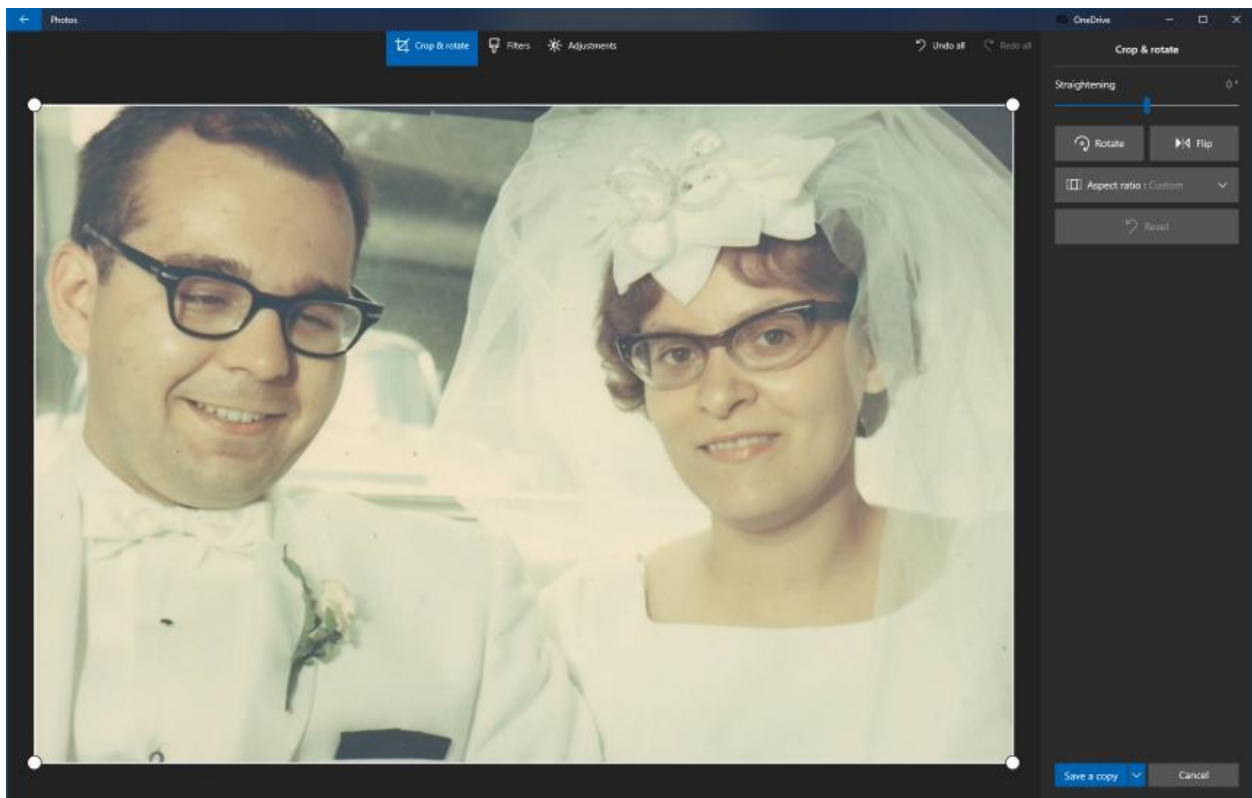 Photos
OneDrive
Crop & rotate
Filters
Adjustments
Undo all
Redo all
Crop & rotate
Straightening 0°
Rotate
Flip
Aspect ratio : Custom
Reset
Save a copy
Cancel